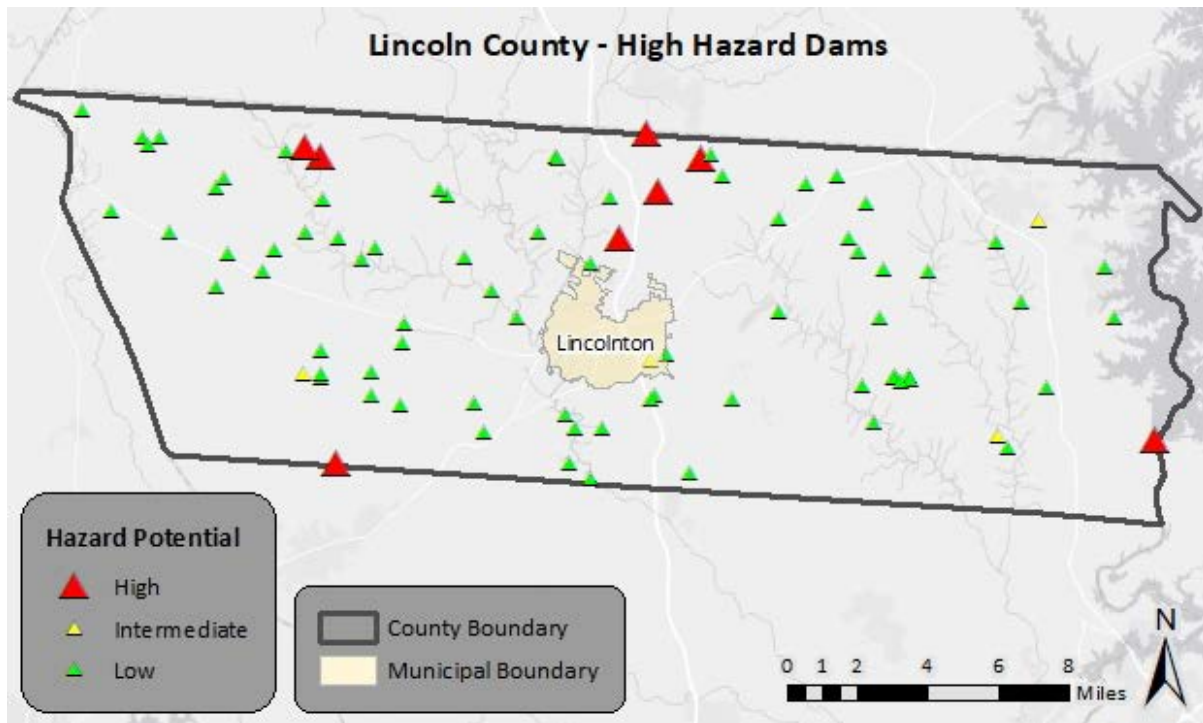 Lincoln County - High Hazard Dams
Lincolnton
Hazard Potential
High
Intermediate
Low
County Boundary
Municipal Boundary
N
0 1 2 4 6 8
Miles